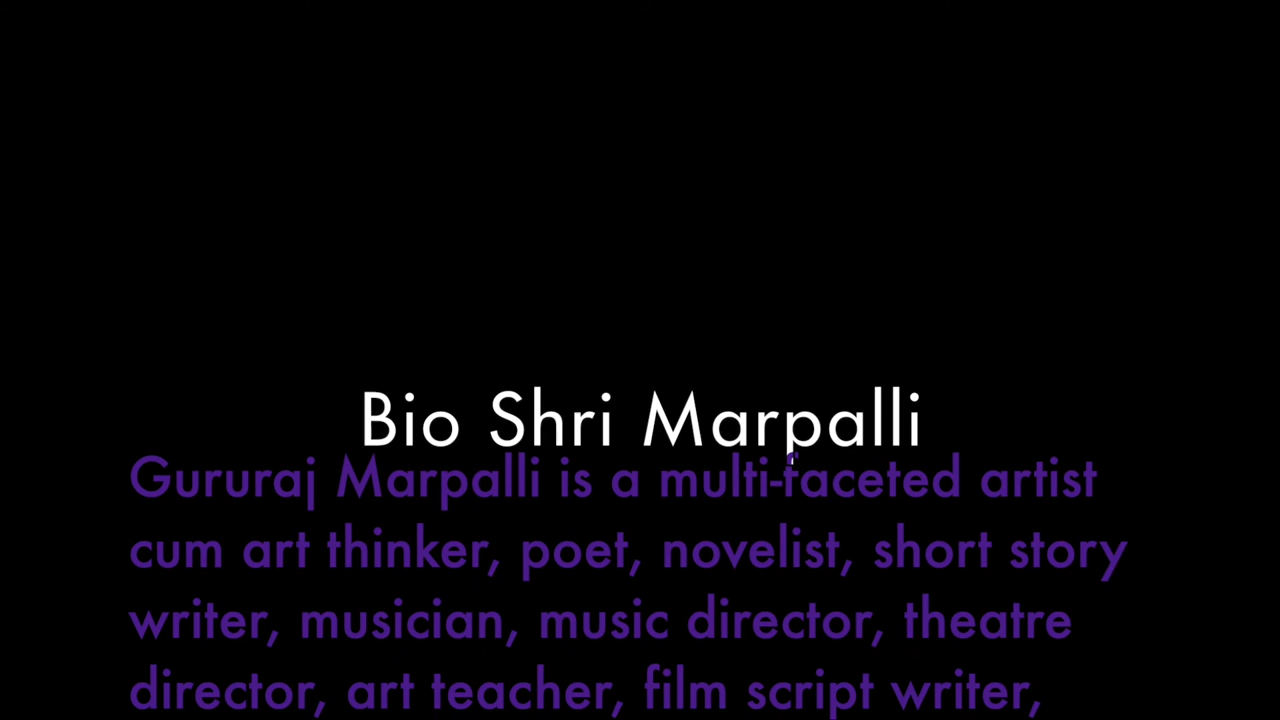 Bio Shri Marpalli
Gururaj Marpalli is a multi-faceted artist
cum art thinker, poet, novelist, short story
writer, musician, music director, theatre
director, art teacher, film script writer,